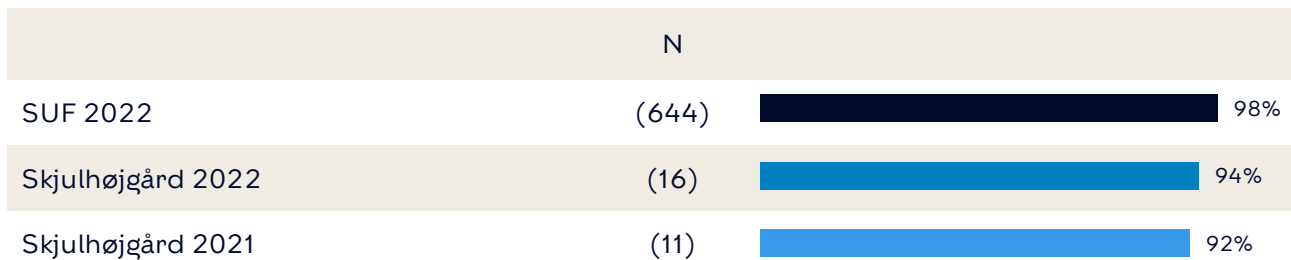 N
SUF 2022 (644) 98%
Skjulhøjgård 2022 (16) 94%
Skjulhøjgård 2021 (11) 92%